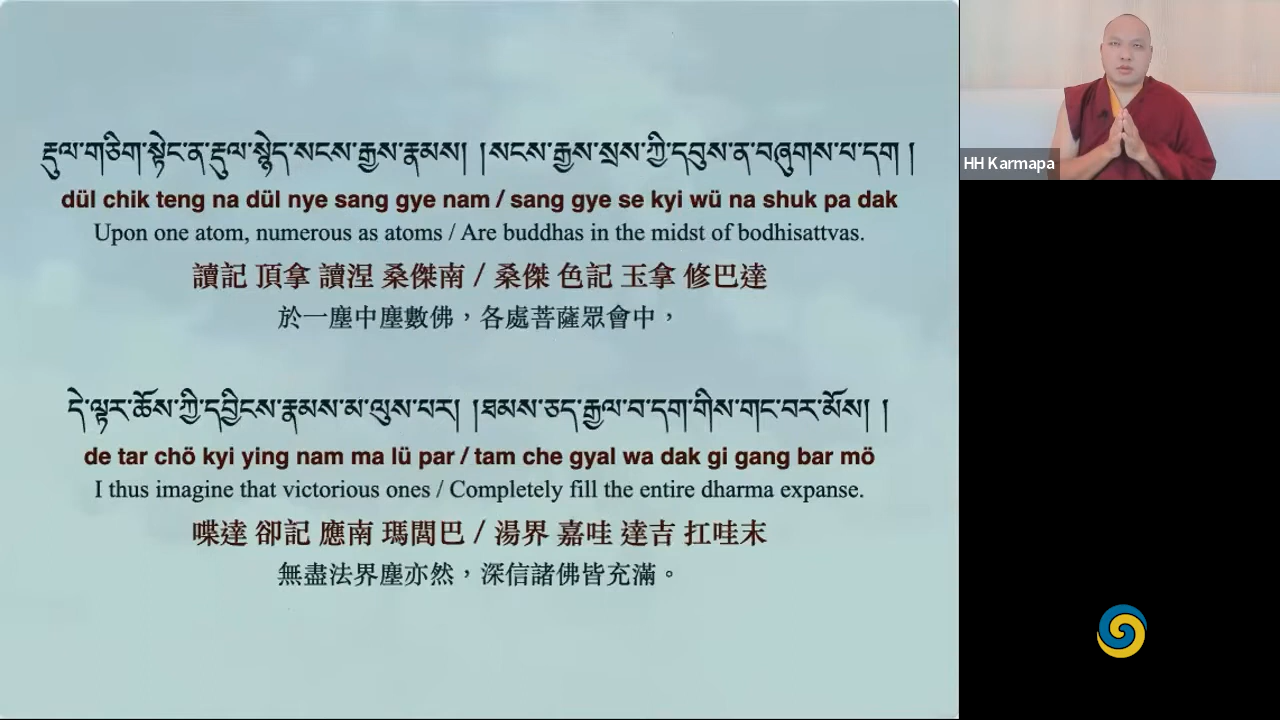 རྡུལ་གཅིག་སྟེང་ན་རྡུལ་སྙེད་སངས་རྒྱས་རྣམས། །སངས་རྒྱས་སྲས་ཀྱི་དབུས་ན་བཞུགས་པ་དག །
dül chik teng na dül nye sang gye nam / sang gye se kyi wü na shuk pa dak
Upon one atom, numerous as atoms / Are buddhas in the midst of bodhisattvas.
讀記 頂拿 讀涅 桑傑南 / 桑傑 色記 玉拿 修巴達
於一塵中塵數佛，各處菩薩眾會中，
དེ་ལྟར་ཆོས་ཀྱི་དབྱིངས་རྣམས་མ་ལུས་པར། །ཐམས་ཅད་རྒྱལ་བ་དག་གིས་གང་བར་མོས། །
de tar chö kyi ying nam ma lü par / tam che gyal wa dak gi gang bar mö
I thus imagine that victorious ones / Completely fill the entire dharma expanse.
喋達 卻記 應南 瑪閭巴 / 湯界 嘉哇 達吉 扛哇末
無盡法界塵亦然，深信諸佛皆充滿。
HH Karmapa